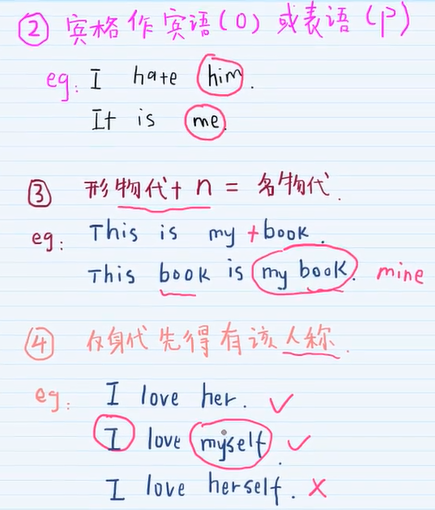 ② 宾格作宾语(O) 或表语(P)
eg: I hate him.
It is me.
③ 形物代+ n = 名物代.
eg: This is my +book.
This book is my book. mine
④ 反身代先得有该人称.
eg: I love her. ✓
I love myself. ✓
I love herself. ×